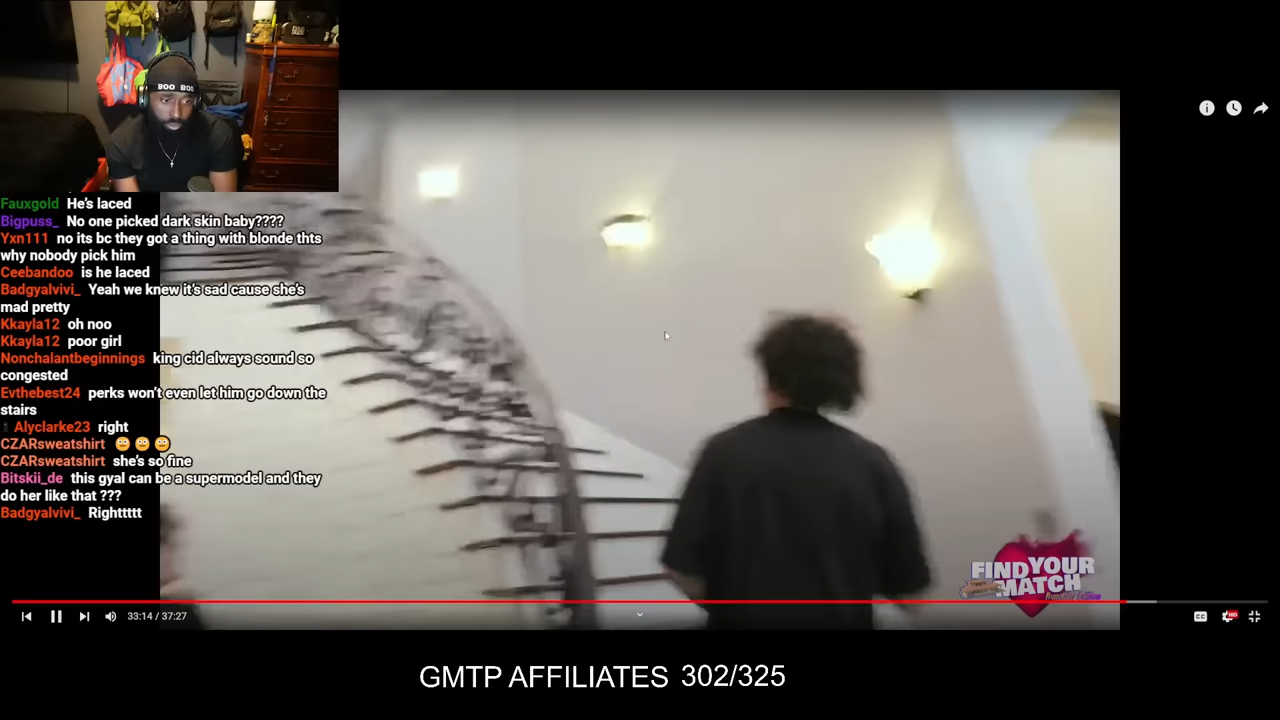 BOO BOO
Fauxgold He's laced
Bigpuss_ No one picked dark skin baby????
Yxn111 no its bc they got a thing with blonde thts
why nobody pick him
Ceebandoo is he laced
Badgyalvivi_ Yeah we knew it's sad cause she's
mad pretty
Kkayla12 oh noo
Kkayla12 poor girl
Nonchalantbeginnings king cid always sound so
congested
Evthebest24 perks won't even let him go down the
stairs
Alyclarke23 right
CZARsweatshirt 😳 😳 😳
CZARsweatshirt she's so fine
Bitskii_de this gyal can be a supermodel and they
do her like that ???
Badgyalvivi_ Righttttt
FIND YOUR
MATCH
33:14 / 37:27
CC
HD
GMTP AFFILIATES 302/325